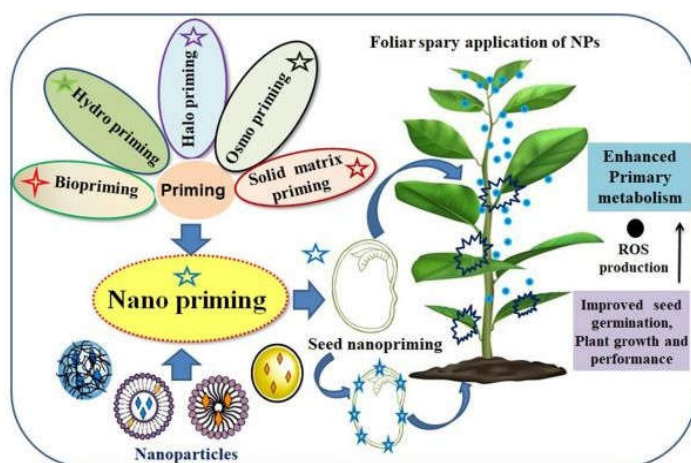 Foliar spary application of NPs
Hydro priming
Halo priming
Osmo priming
Biopriming
Priming
Solid matrix
priming
Nano priming
Seed nanopriming
Nanoparticles
Enhanced
Primary
metabolism
ROS
production
Improved seed
germination,
Plant growth and
performance